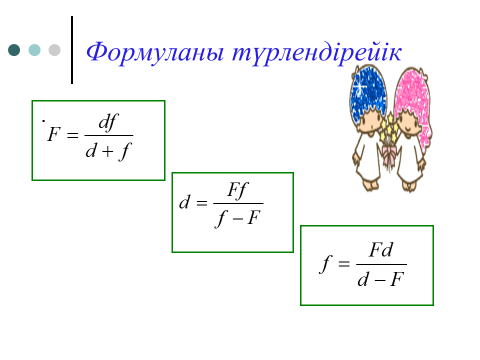 Формуланы түрлендірейік
F = df / (d + f)
d = Ff / (f − F)
f = Fd / (d − F)